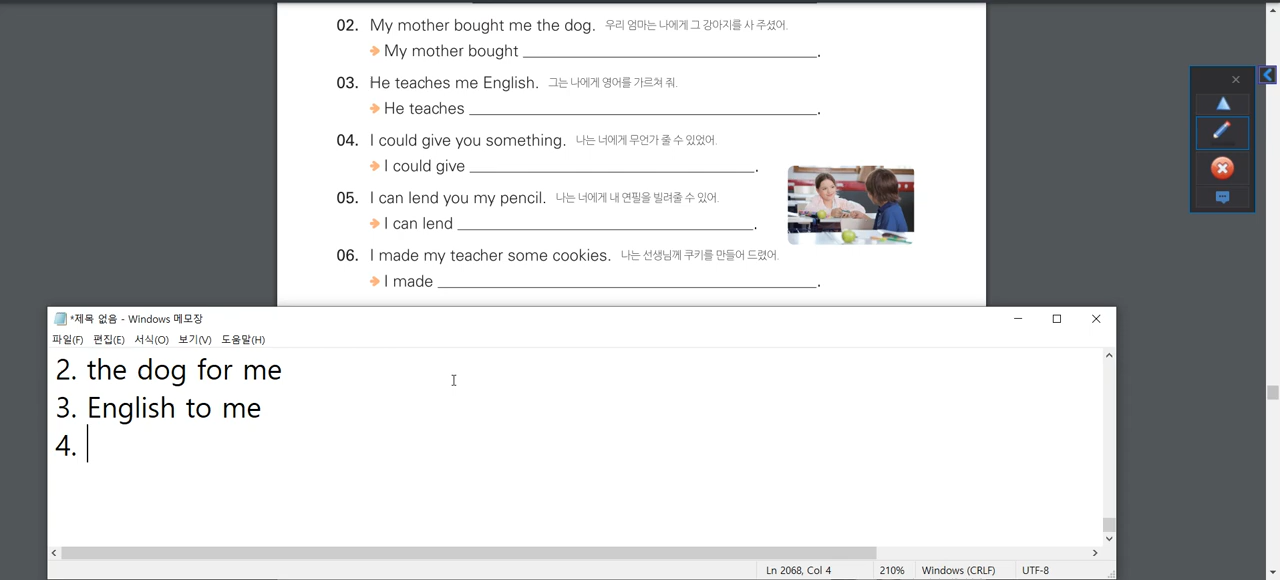 02. My mother bought me the dog. 우리 엄마는 나에게 그 강아지를 사 주셨어.
My mother bought ____.
03. He teaches me English. 그는 나에게 영어를 가르쳐 줘.
He teaches ____.
04. I could give you something. 나는 너에게 무언가 줄 수 있었어.
I could give ____.
05. I can lend you my pencil. 나는 너에게 내 연필을 빌려줄 수 있어.
I can lend ____.
06. I made my teacher some cookies. 나는 선생님께 쿠키를 만들어 드렸어.
I made ____.
*제목 없음 - Windows 메모장
파일(F) 편집(E) 서식(O) 보기(V) 도움말(H)
2. the dog for me
3. English to me
4.
Ln 2068, Col 4 210% Windows (CRLF) UTF-8